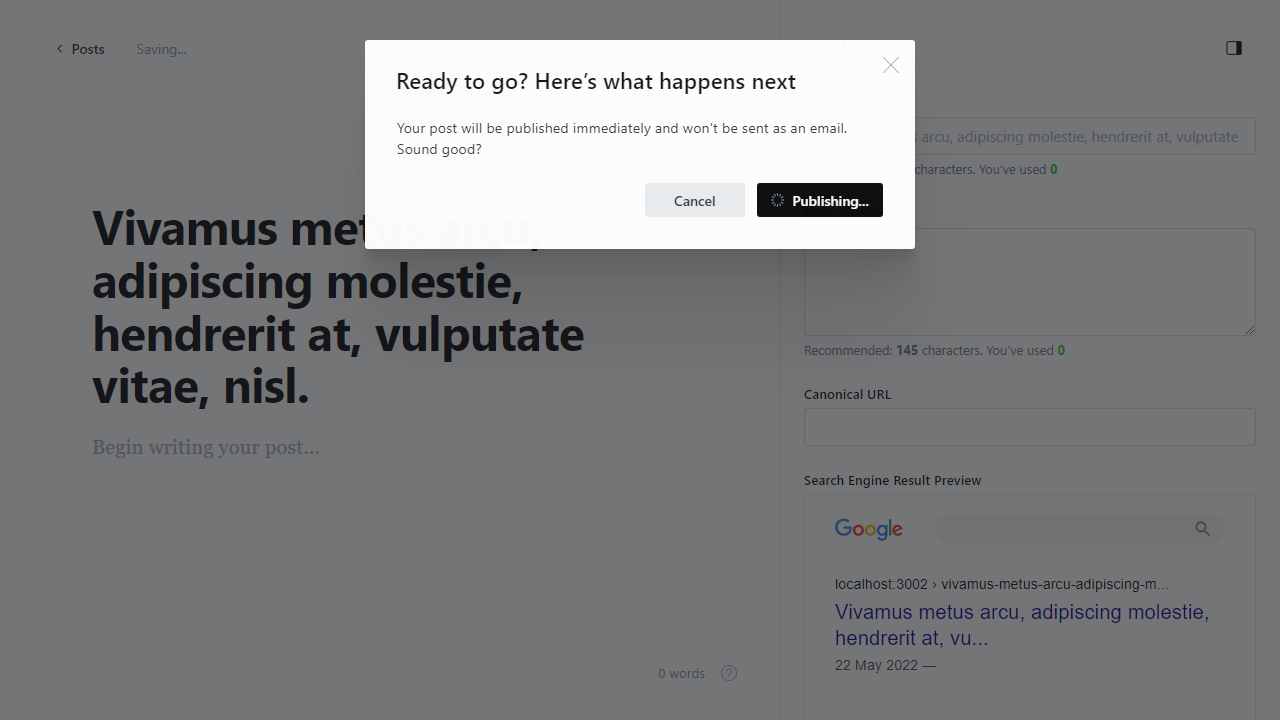 Posts
Saving...
Ready to go? Here's what happens next
Your post will be published immediately and won't be sent as an email.
Sound good?
Cancel
Publishing...
Vivamus metus arcu,
adipiscing molestie,
hendrerit at, vulputate
vitae, nisl.
Begin writing your post...
0 words
?
arcu, adipiscing molestie, hendrerit at, vulputate
characters. You've used 0
Recommended: 145 characters. You've used 0
Canonical URL
Search Engine Result Preview
Google
localhost:3002 › vivamus-metus-arcu-adipiscing-m...
Vivamus metus arcu, adipiscing molestie,
hendrerit at, vu...
22 May 2022 —